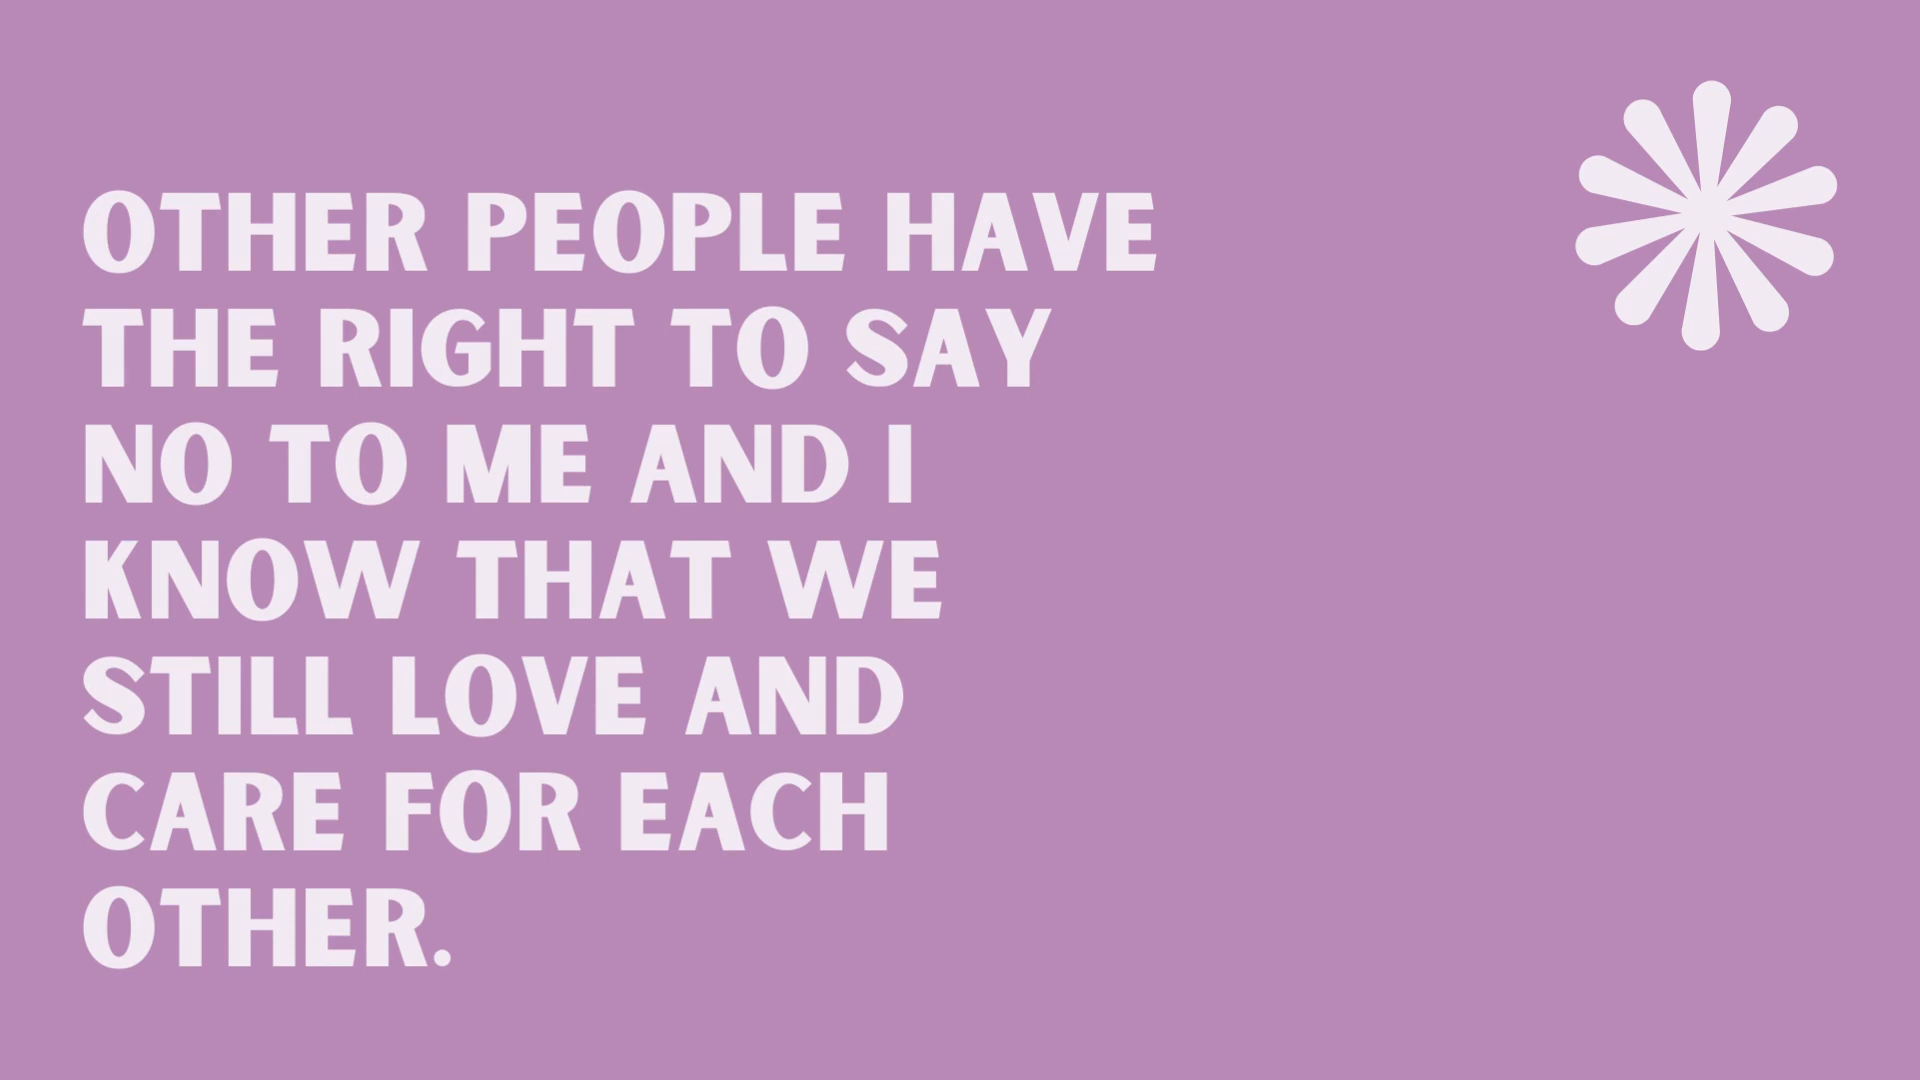 OTHER PEOPLE HAVE
THE RIGHT TO SAY
NO TO ME AND I
KNOW THAT WE
STILL LOVE AND
CARE FOR EACH
OTHER.